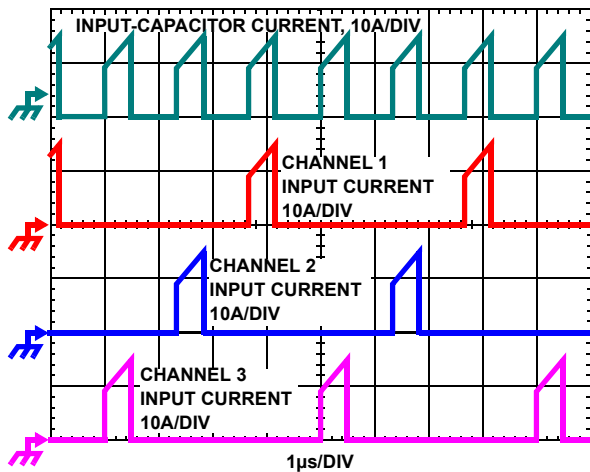 INPUT-CAPACITOR CURRENT, 10A/DIV
CHANNEL 1
INPUT CURRENT
10A/DIV
CHANNEL 2
INPUT CURRENT
10A/DIV
CHANNEL 3
INPUT CURRENT
10A/DIV
1µs/DIV